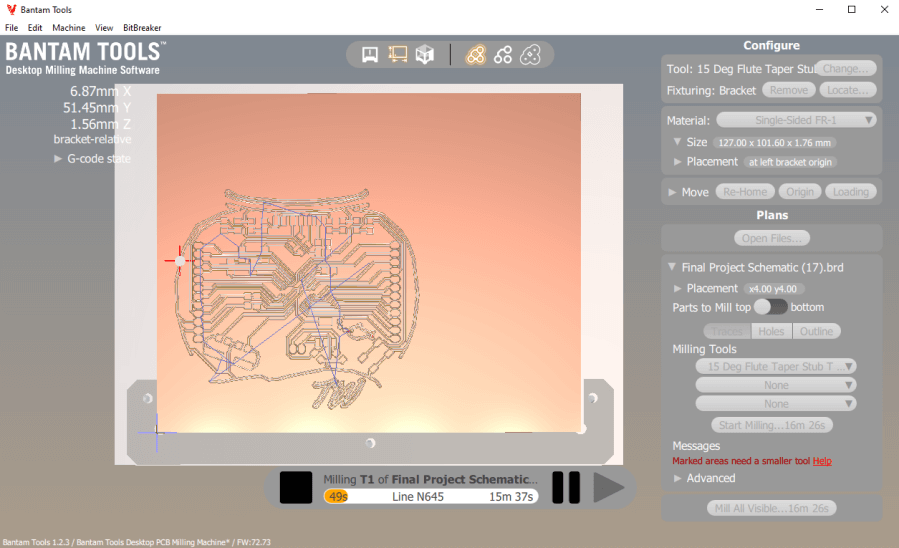 Bantam Tools
File Edit Machine View BitBreaker
BANTAM TOOLS™
Desktop Milling Machine Software
6.87mm X
51.45mm Y
1.56mm Z
bracket-relative
G-code state
Configure
Tool: 15 Deg Flute Taper Stub Change...
Fixturing: Bracket Remove Locate...
Material: Single-Sided FR-1
Size 127.00 x 101.60 x 1.76 mm
Placement at left bracket origin
Move Re-Home Origin Loading
Plans
Open Files...
Final Project Schematic (17).brd
Placement x4.00 y4.00
Parts to Mill top bottom
Traces Holes Outline
Milling Tools
15 Deg Flute Taper Stub T ...
None
None
Start Milling...16m 26s
Messages
Marked areas need a smaller tool Help
Advanced
Mill All Visible...16m 26s
Milling T1 of Final Project Schematic...
49s Line N645 15m 37s
Bantam Tools 1.2.3 / Bantam Tools Desktop PCB Milling Machine* / FW:72.73